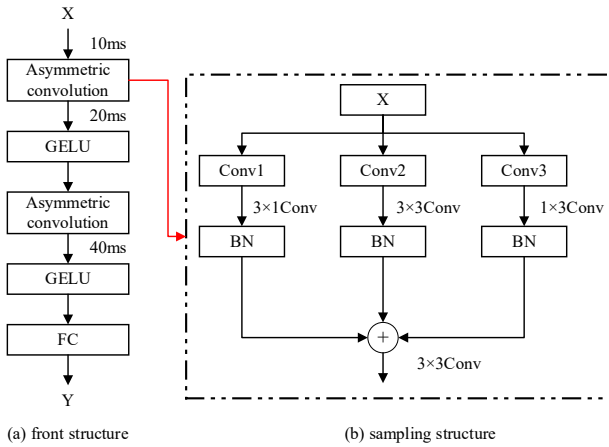 X
10ms
Asymmetric
convolution
20ms
GELU
Asymmetric
convolution
40ms
GELU
FC
Y
(a) front structure
X
Conv1
Conv2
Conv3
3×1Conv
3×3Conv
1×3Conv
BN
BN
BN
+
3×3Conv
(b) sampling structure